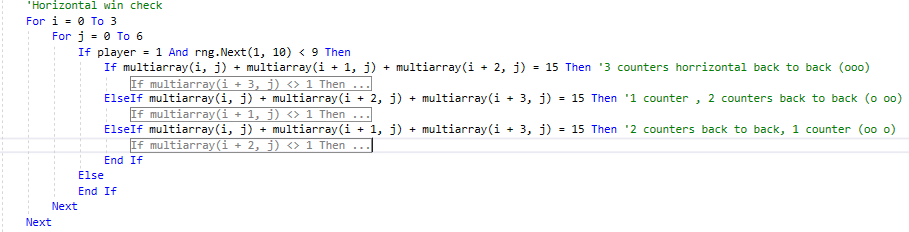 'Horizontal win check
For i = 0 To 3
For j = 0 To 6
If player = 1 And rng.Next(1, 10) < 9 Then
If multiarray(i, j) + multiarray(i + 1, j) + multiarray(i + 2, j) = 15 Then '3 counters horrizontal back to back (ooo)
If multiarray(i + 3, j) <> 1 Then ...
ElseIf multiarray(i, j) + multiarray(i + 2, j) + multiarray(i + 3, j) = 15 Then '1 counter , 2 counters back to back (o oo)
If multiarray(i + 1, j) <> 1 Then ...
ElseIf multiarray(i, j) + multiarray(i + 1, j) + multiarray(i + 3, j) = 15 Then '2 counters back to back, 1 counter (oo o)
If multiarray(i + 2, j) <> 1 Then ...
End If
Else
End If
Next
Next